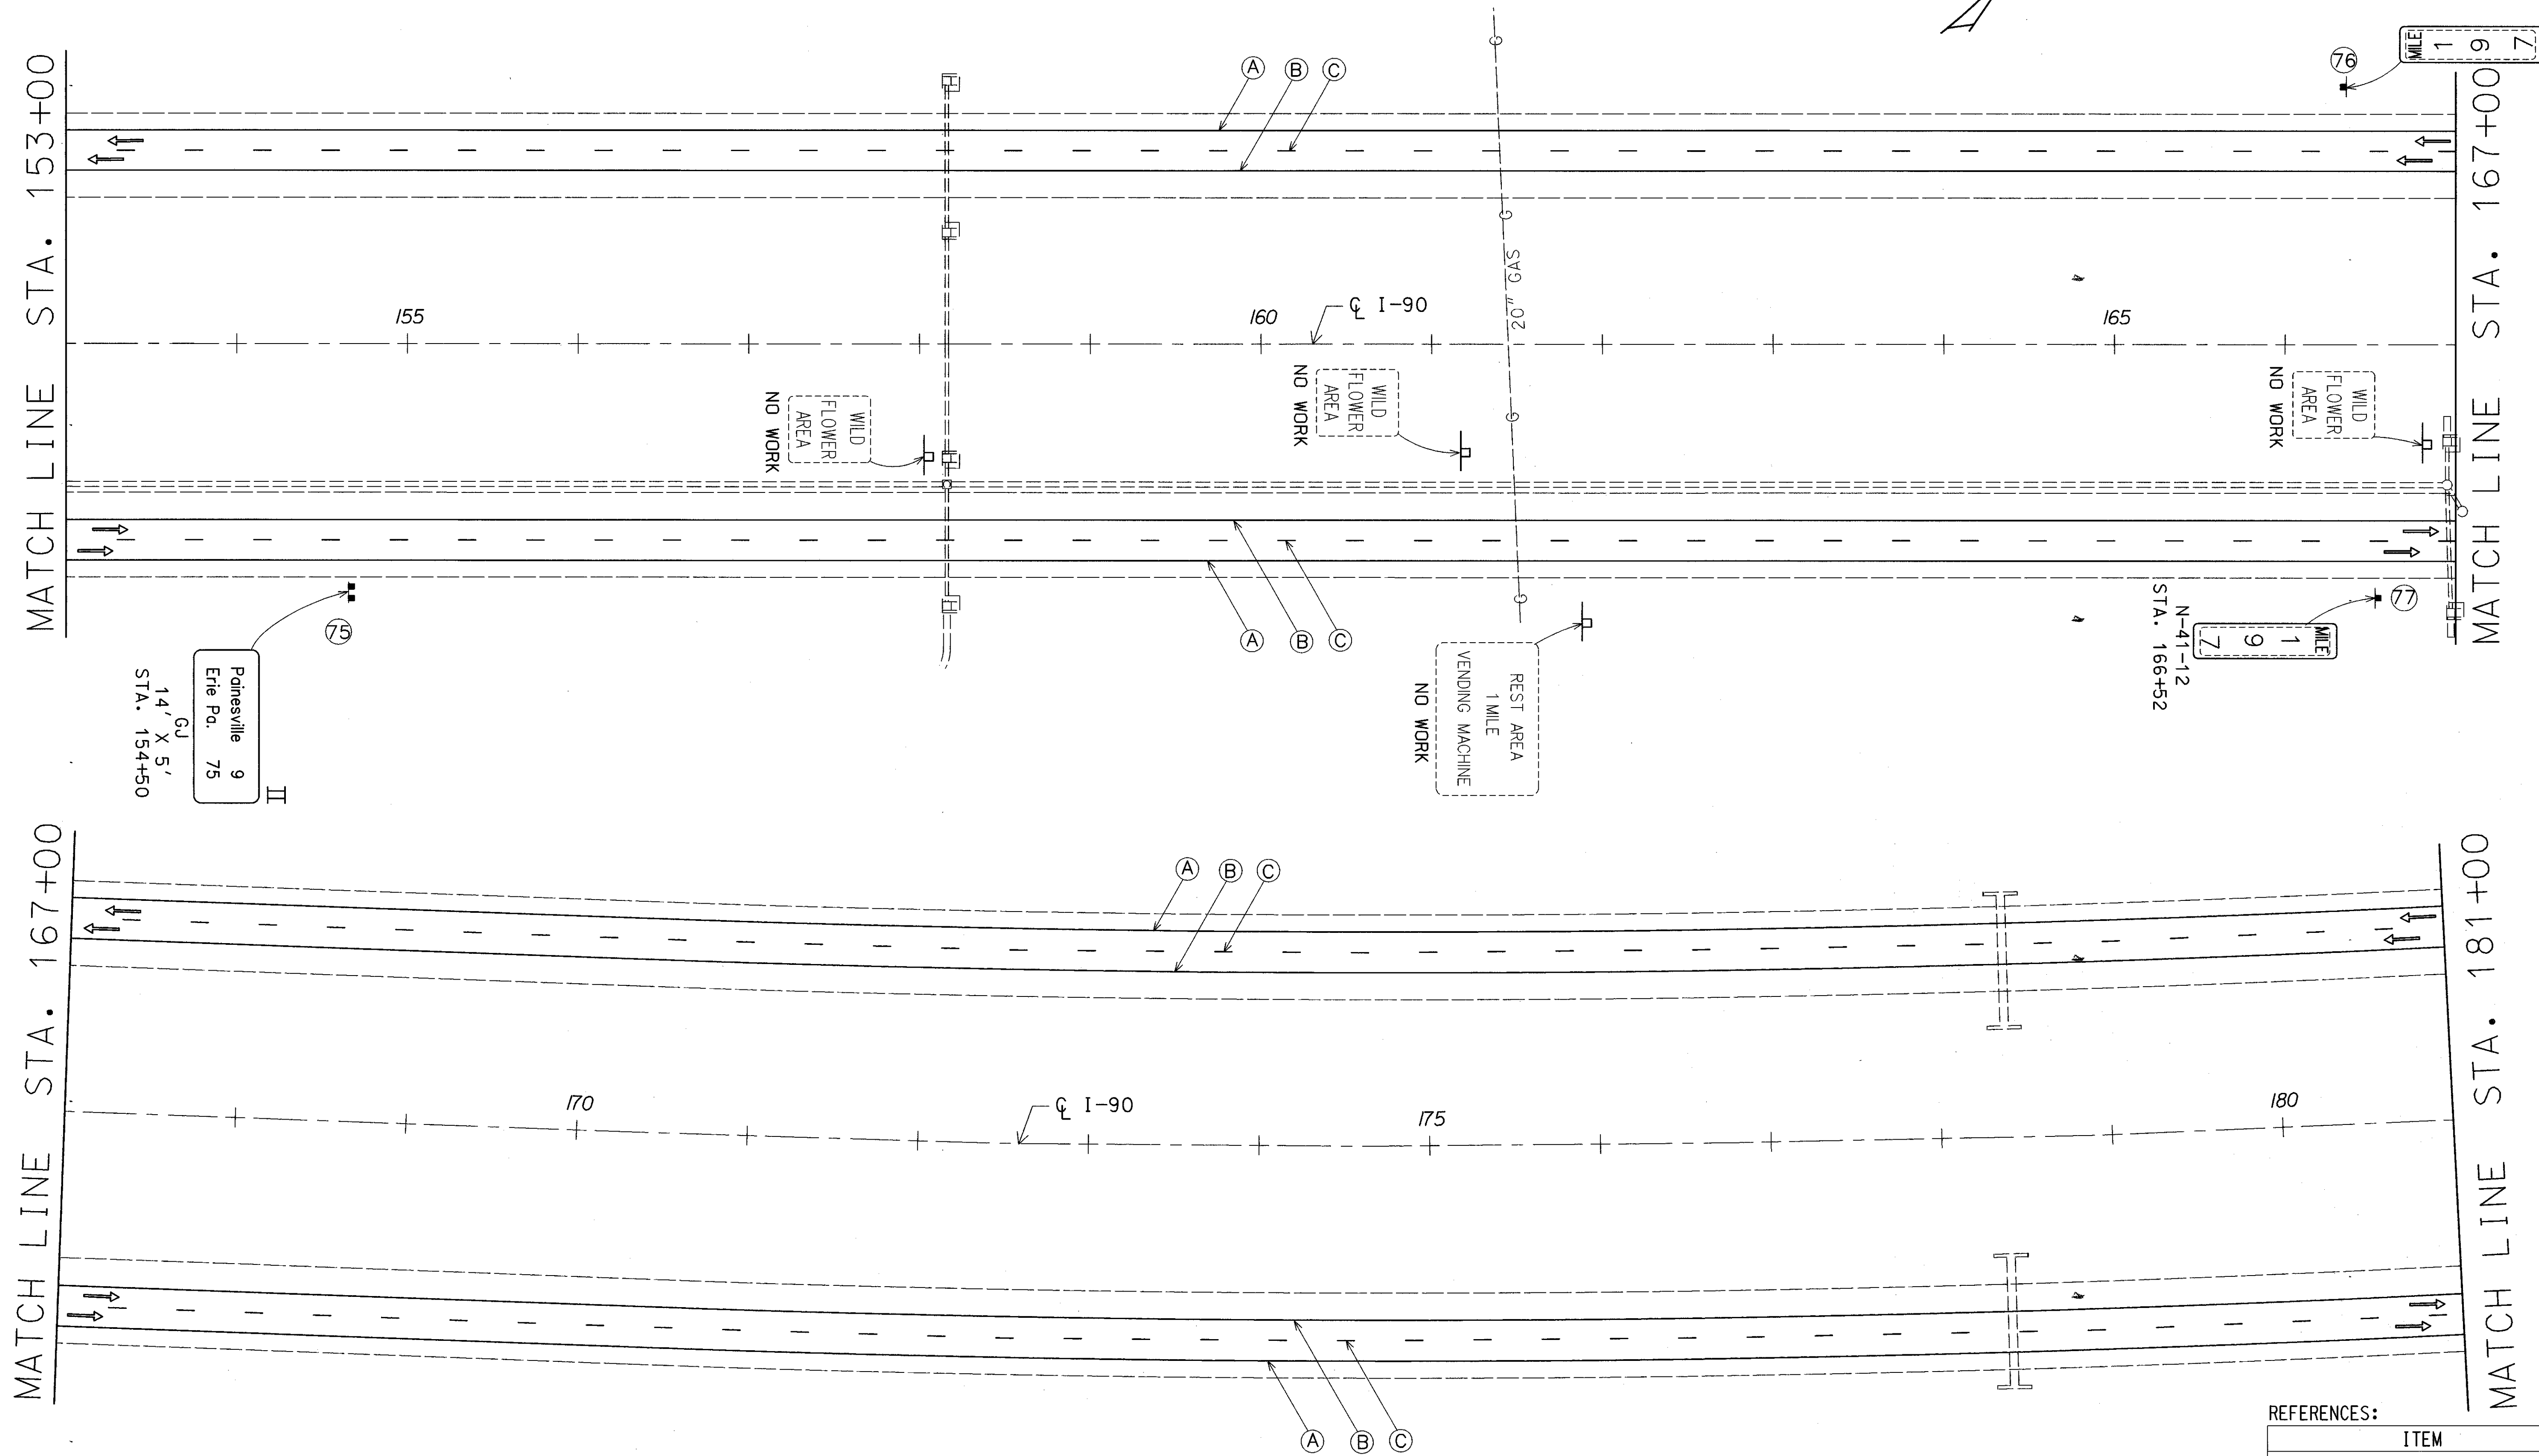 MATCH LINE STA. 153+00
A
B
C
G
76
MILE
1
9
7
MATCH LINE STA. 167+00
G
20" GAS
155
160
℄ I-90
165
WILD
FLOWER
AREA
NO WORK
WILD
FLOWER
AREA
NO WORK
WILD
FLOWER
AREA
NO WORK
G
G
75
Painesville 9
Erie Pa. 75
GJ
14' X 5'
STA. 154+50
II
A
B
C
REST AREA
1 MILE
VENDING MACHINE
NO WORK
77
MILE
1
9
7
N-41-12
STA. 166+52
MATCH LINE STA. 167+00
A
B
C
170
℄ I-90
175
180
MATCH LINE STA. 181+00
A
B
C
REFERENCES:
ITEM